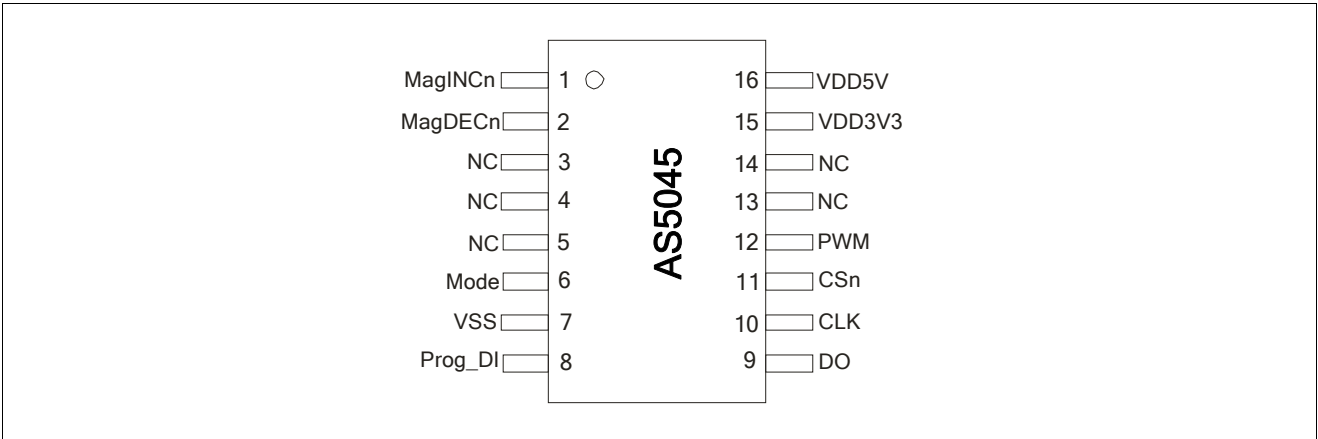 MagINCn 1 16 VDD5V
MagDECn 2 15 VDD3V3
NC 3 14 NC
NC 4 13 NC
NC 5 12 PWM
Mode 6 11 CSn
VSS 7 10 CLK
Prog_DI 8 9 DO
AS5045